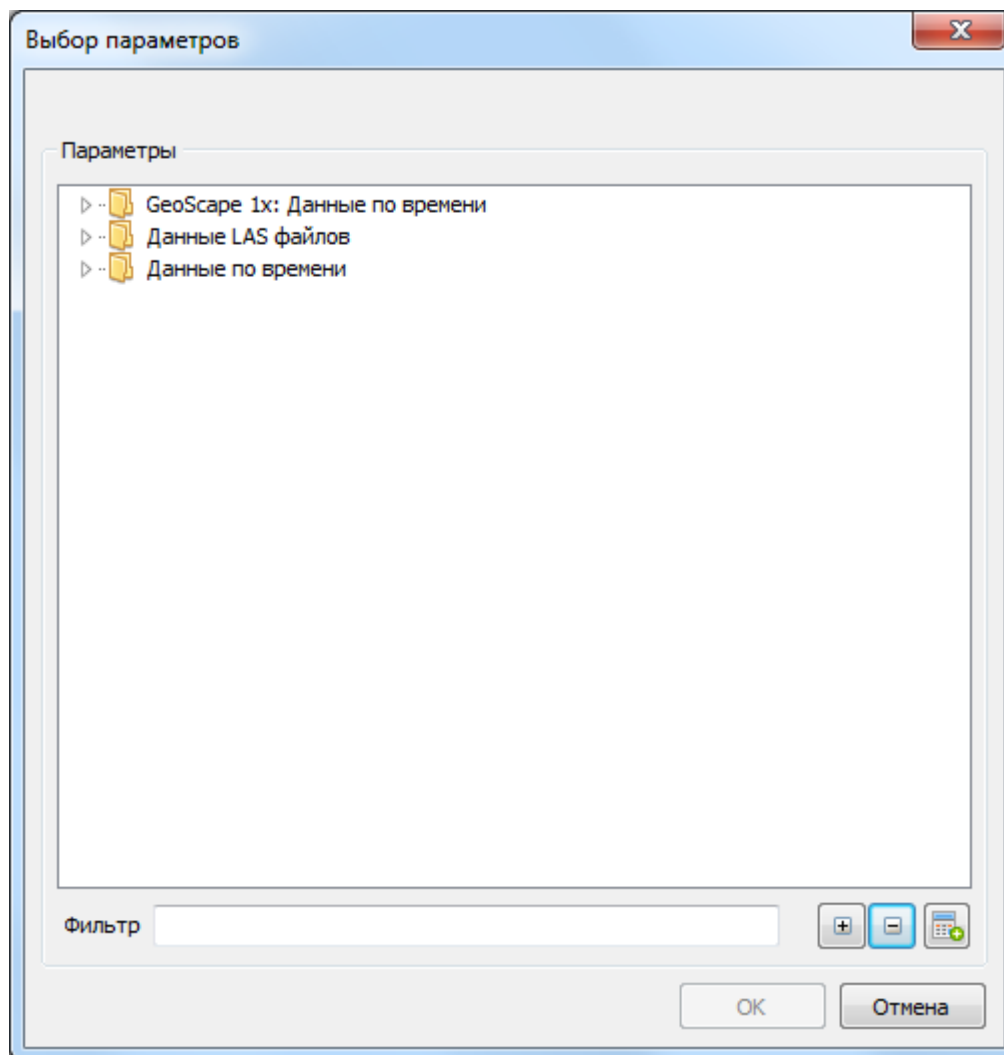 Выбор параметров
Параметры
GeoScape 1x: Данные по времени
Данные LAS файлов
Данные по времени
Фильтр
OK
Отмена